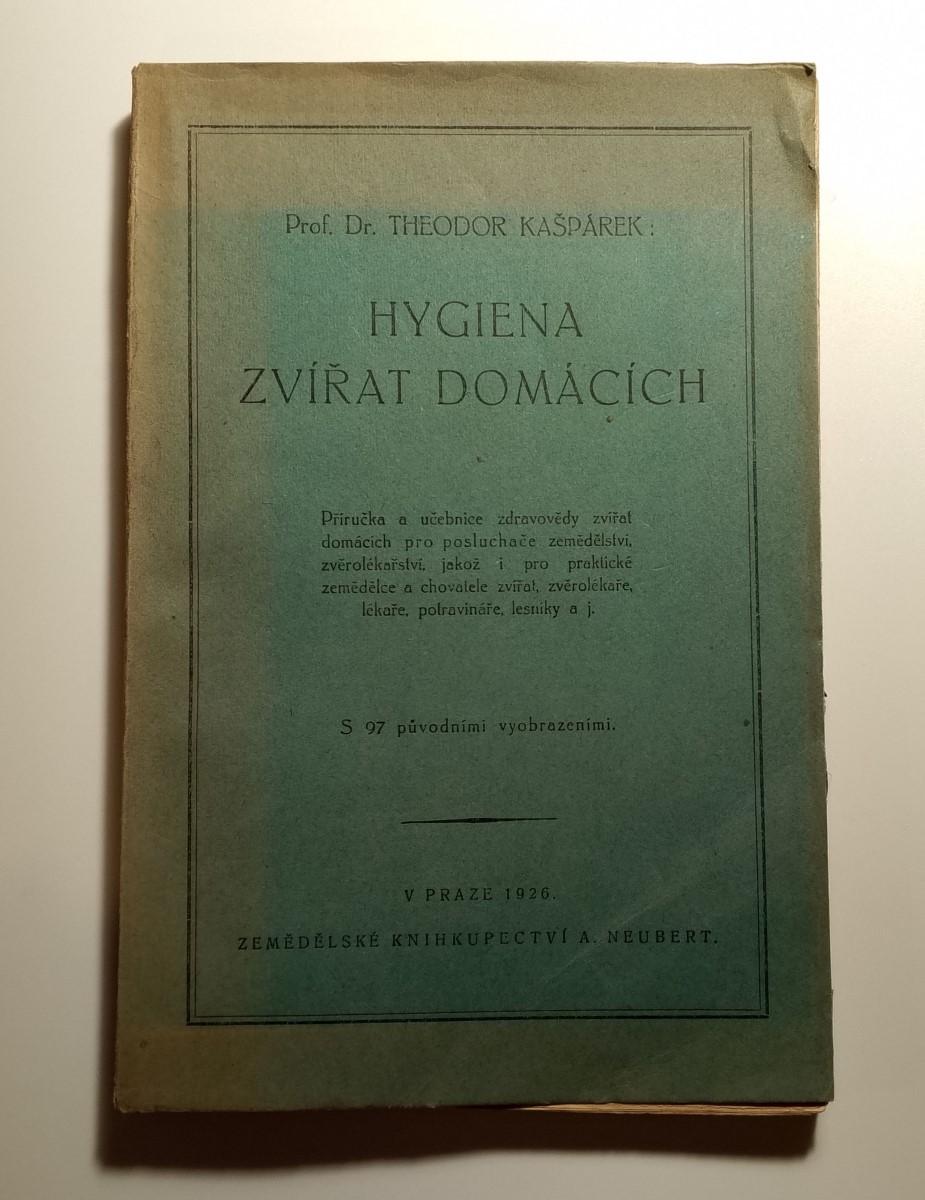 Prof. Dr. THEODOR KAŠPÁREK:
HYGIENA
ZVÍŘAT DOMÁCÍCH
Příručka a učebnice zdravovědy zvířat
domácích pro posluchače zemědělství,
zvěrolékařství, jakož i pro praktické
zemědělce a chovatele zvířat, zvěrolékaře,
lékaře, potravináře, lesníky a j.
S 97 původními vyobrazeními.
V PRAZE 1926.
ZEMĚDĚLSKÉ KNIHKUPECTVÍ A. NEUBERT.